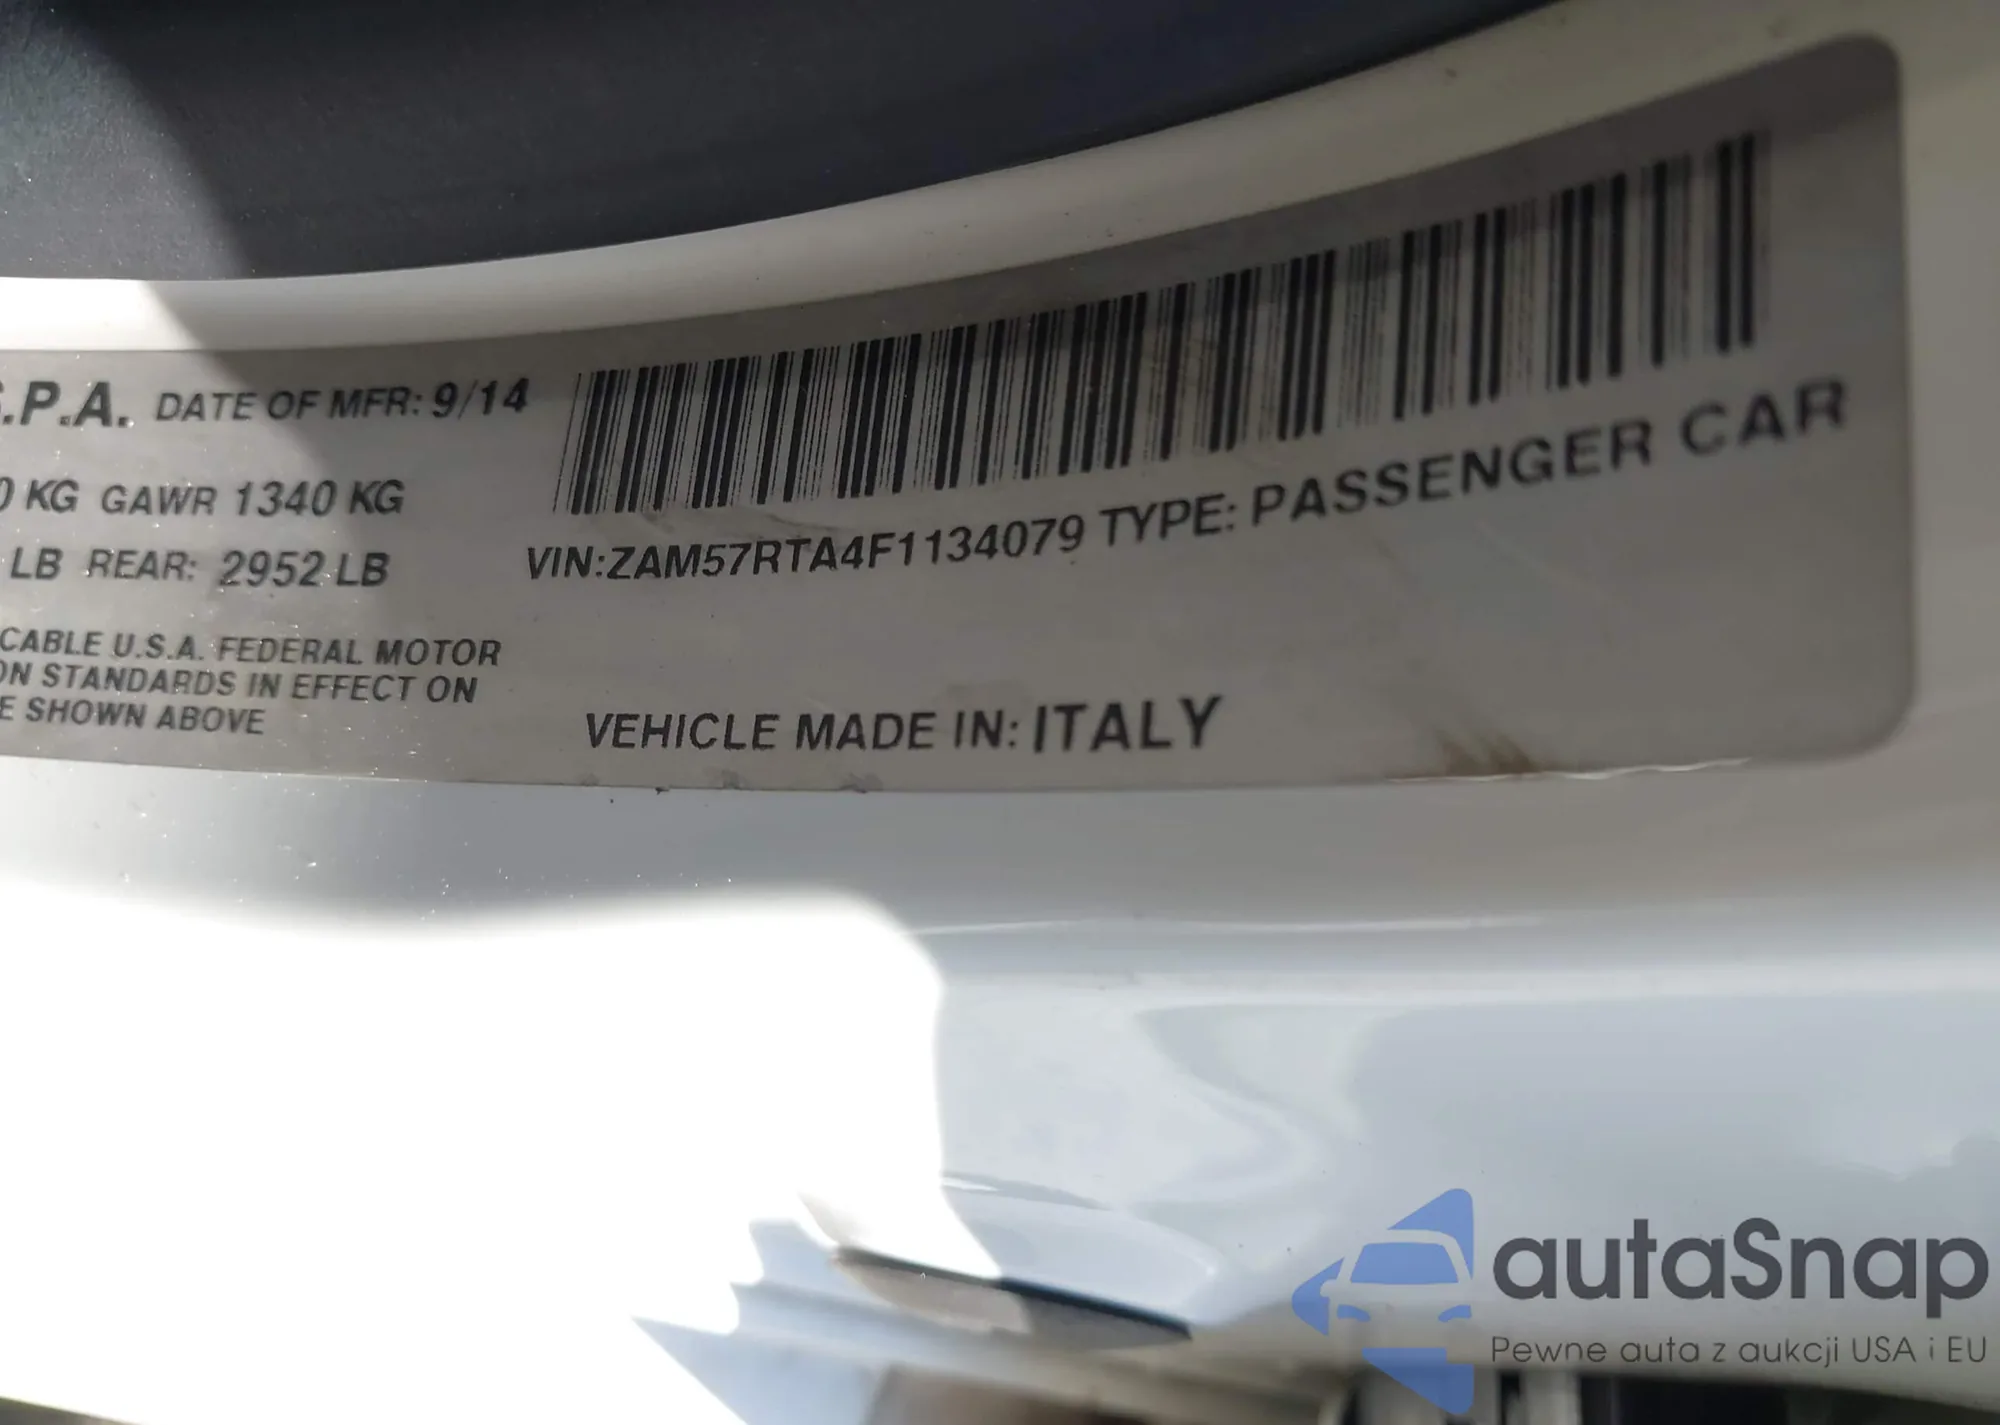 .P.A. DATE OF MFR: 9/14
KG GAWR 1340 KG
LB REAR: 2952 LB
VIN:ZAM57RTA4F1134079 TYPE: PASSENGER CAR
CABLE U.S.A. FEDERAL MOTOR
ON STANDARDS IN EFFECT ON
E SHOWN ABOVE
VEHICLE MADE IN: ITALY
autaSnap
Pewne auta z aukcji USA i EU